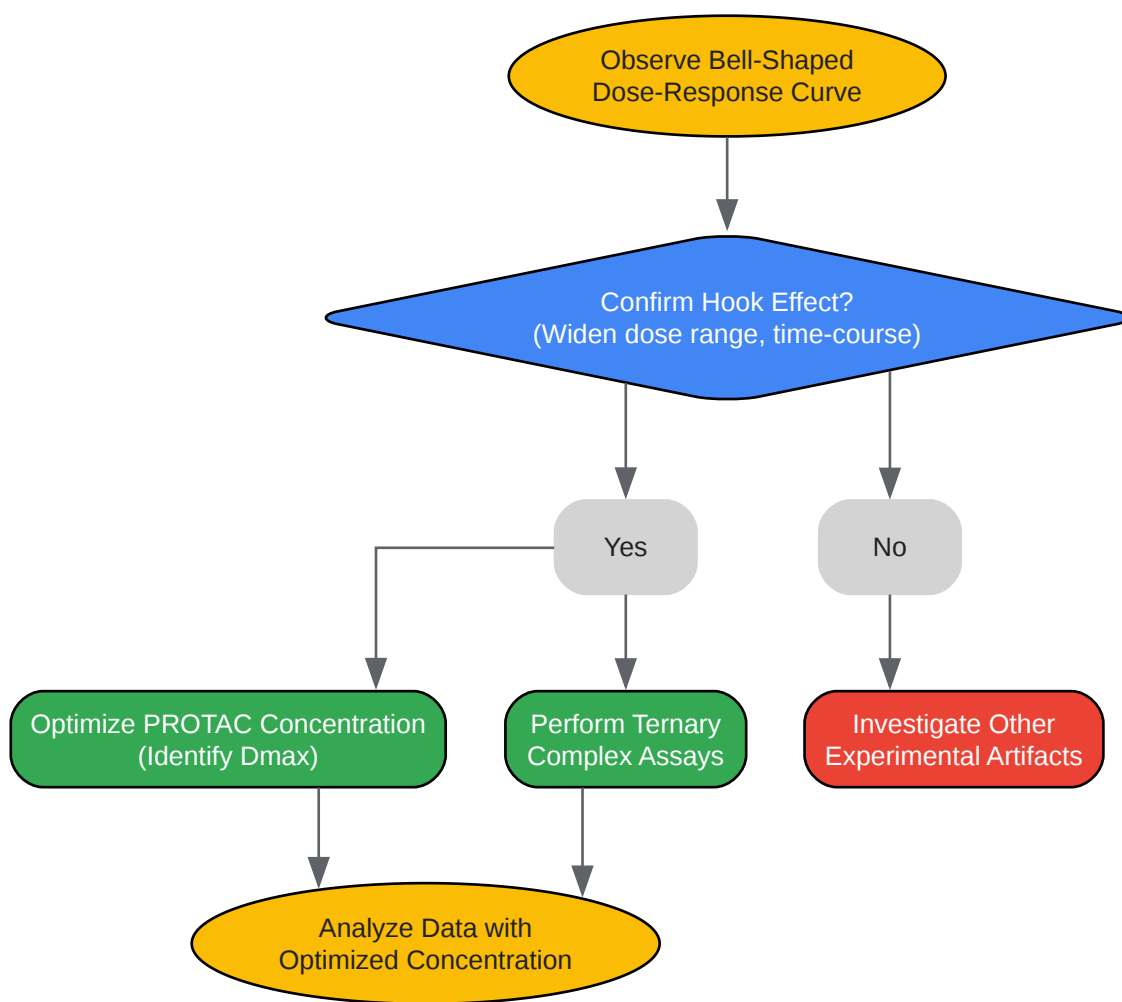 Observe Bell-Shaped
Dose-Response Curve
Confirm Hook Effect?
(Widen dose range, time-course)
Yes
No
Optimize PROTAC Concentration
(Identify Dmax)
Perform Ternary
Complex Assays
Investigate Other
Experimental Artifacts
Analyze Data with
Optimized Concentration